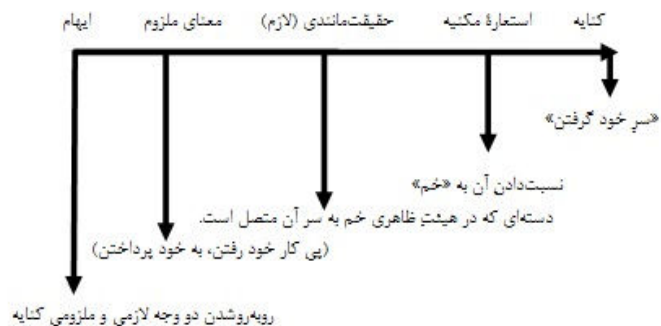 کنایه استعارهٔ مکنیه حقیقت‌مانندی (لازم) معنای ملزوم ایهام
«سرِ خود گرفتن»
نسبت‌دادن آن به «خم»
دسته‌ای که در هیئتِ ظاهری خم به سر آن متصل است.
(پی کار خود رفتن، به خود پرداختن)
روبه‌روشدن دو وجه لازمی و ملزومی کنایه